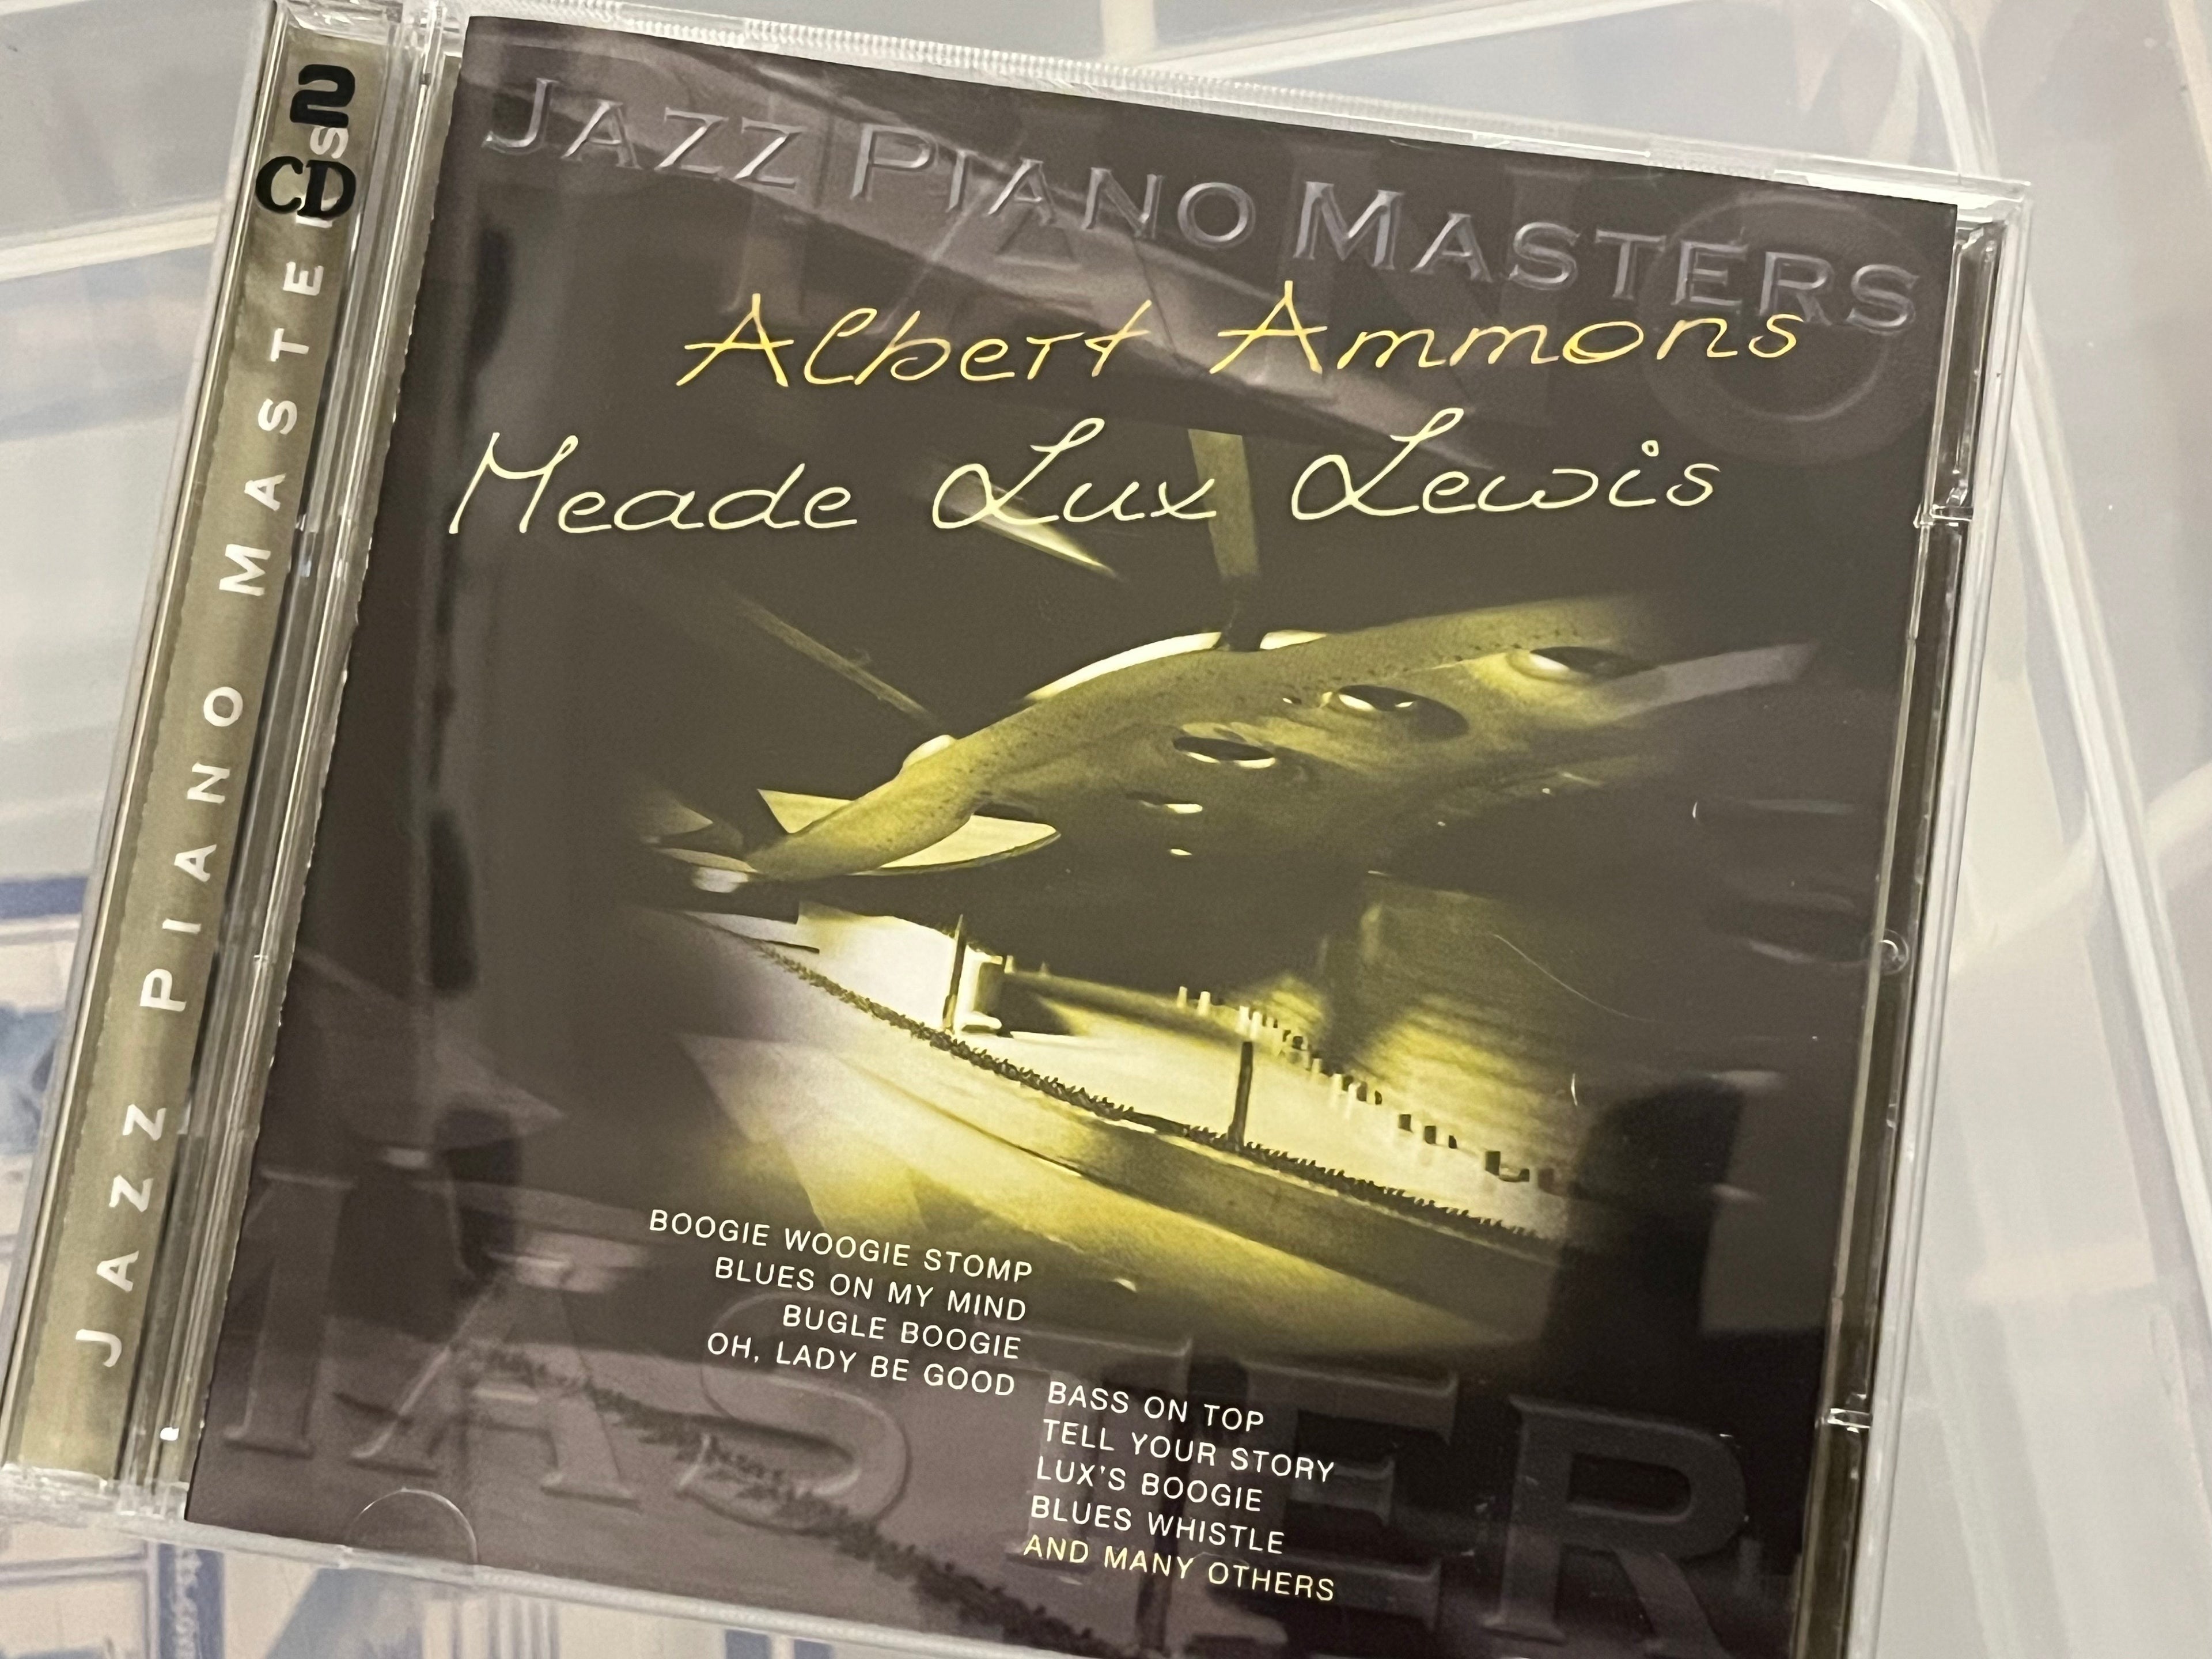 2
CD
JAZZ PIANO MASTERS
JAZZ PIANO MASTERS
Albert Ammons
Meade Lux Lewis
BOOGIE WOOGIE STOMP
BLUES ON MY MIND
BUGLE BOOGIE
OH, LADY BE GOOD
BASS ON TOP
TELL YOUR STORY
LUX'S BOOGIE
BLUES WHISTLE
AND MANY OTHERS